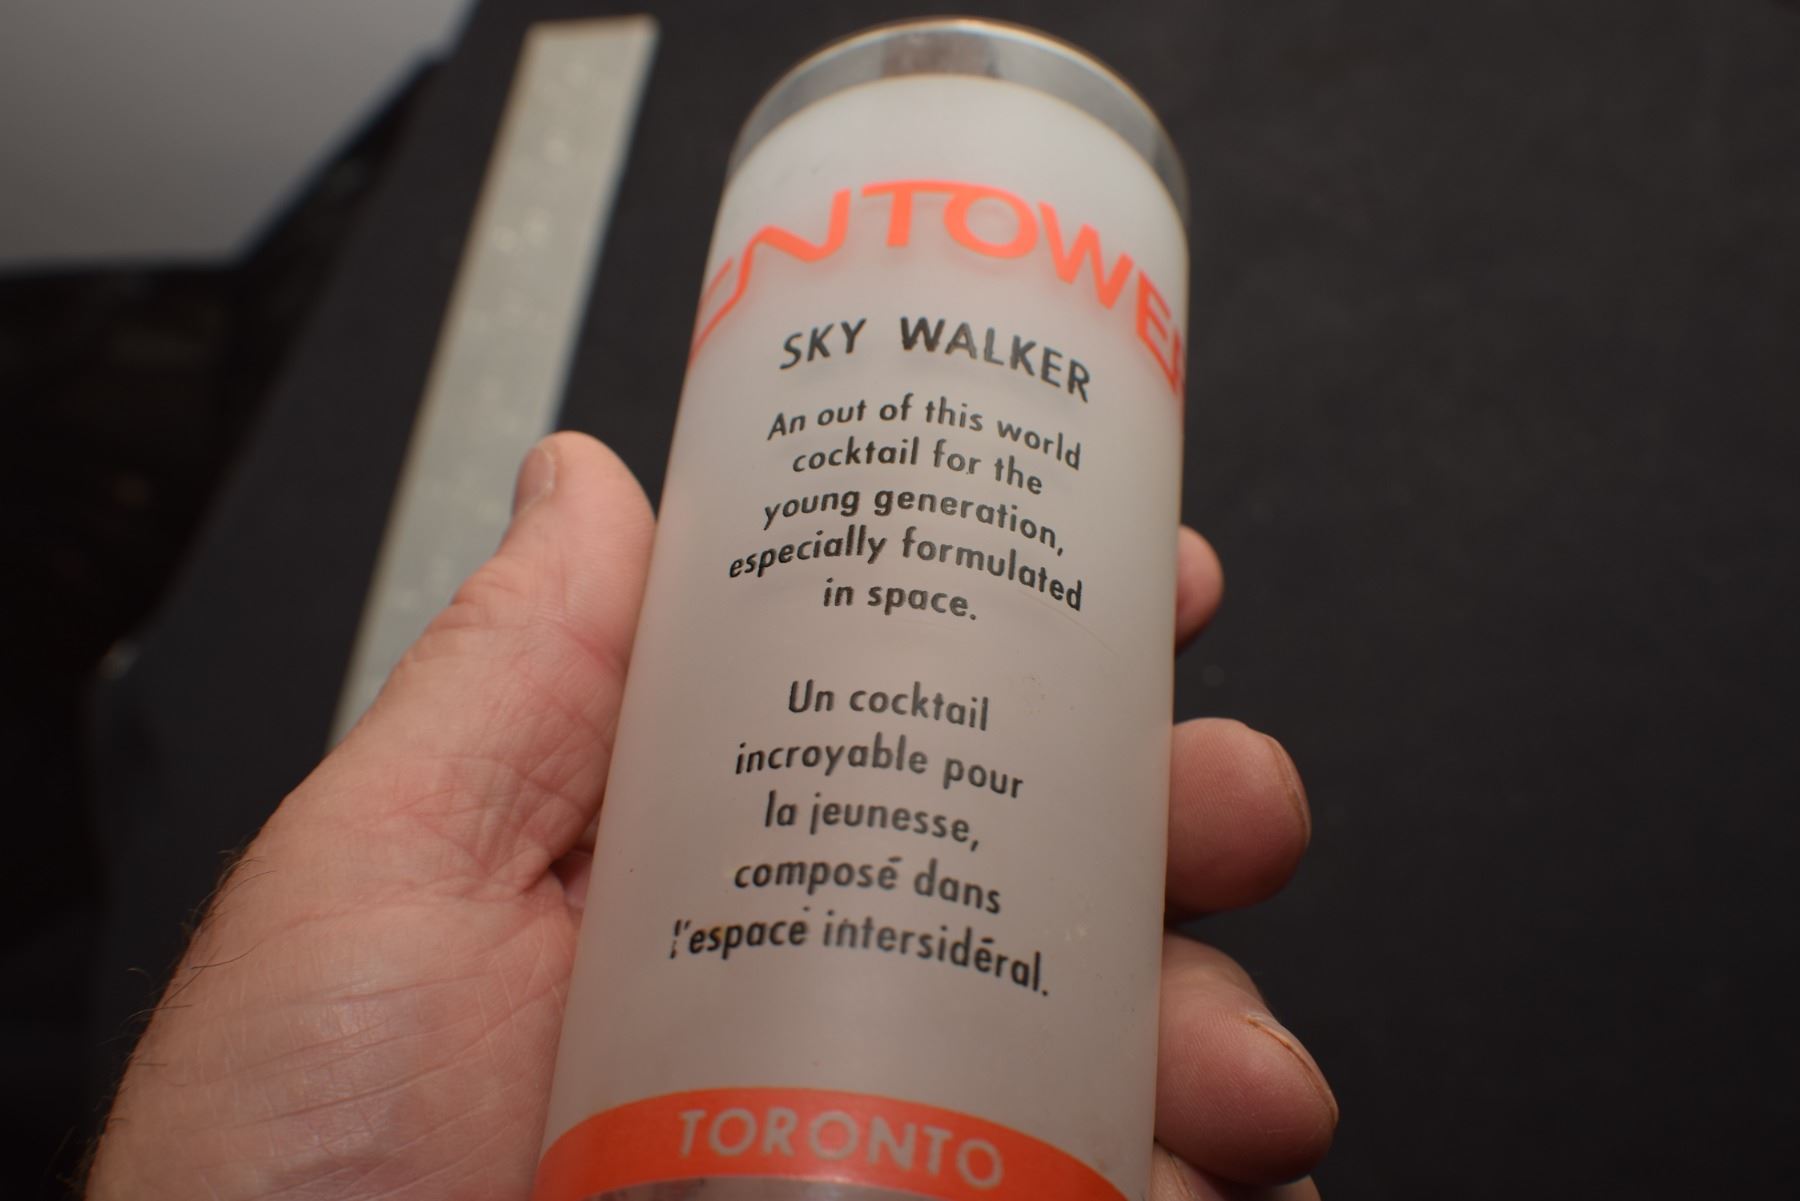 CNTOWER
SKY WALKER
An out of this world
cocktail for the
young generation,
especially formulated
in space.
Un cocktail
incroyable pour
la jeunesse,
composé dans
l'espace intersidéral.
TORONTO